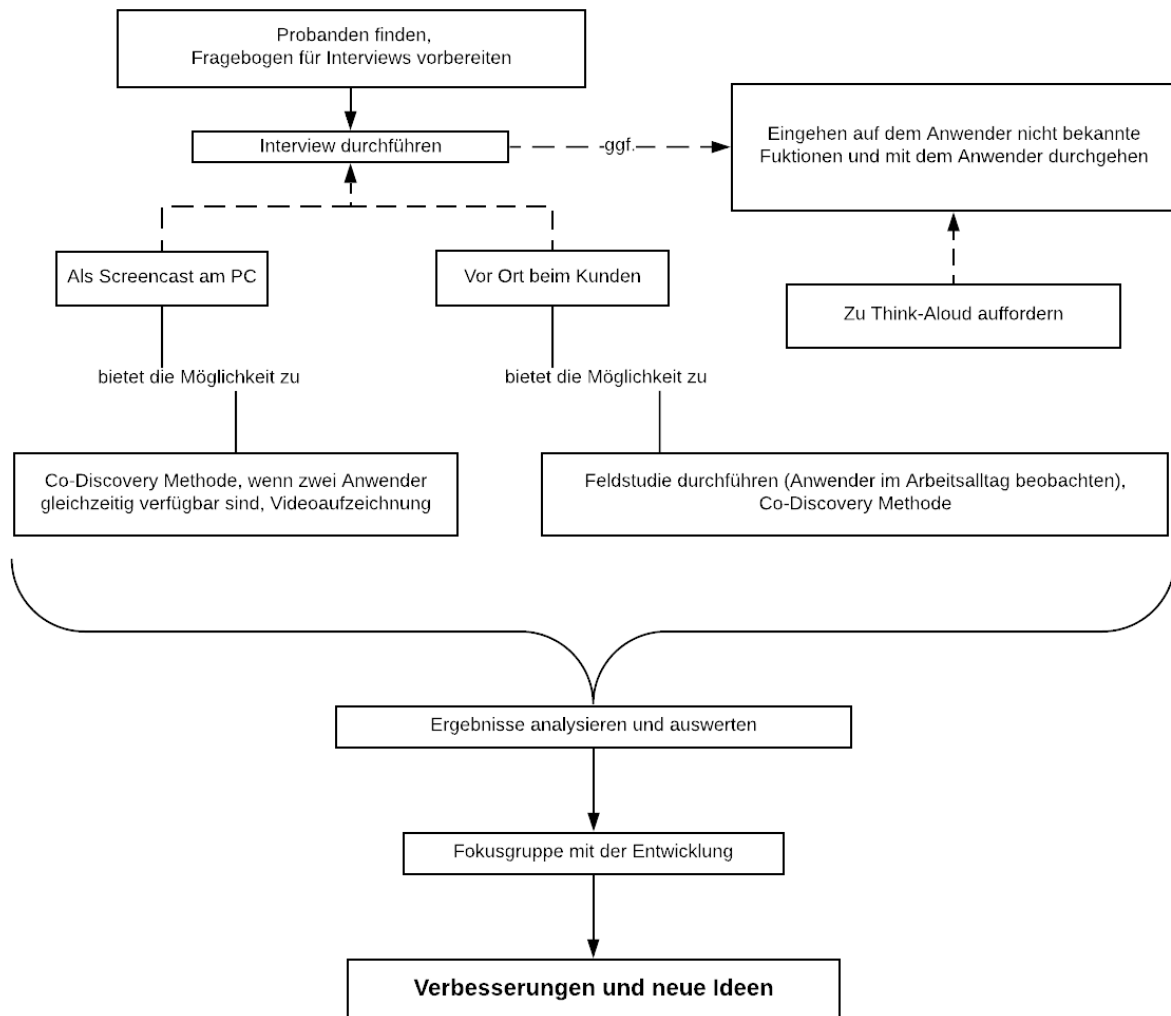 Probanden finden,
Fragebogen für Interviews vorbereiten
Interview durchführen
-ggf.
Eingehen auf dem Anwender nicht bekannte
Fuktionen und mit dem Anwender durchgehen
Als Screencast am PC
Vor Ort beim Kunden
Zu Think-Aloud auffordern
bietet die Möglichkeit zu
bietet die Möglichkeit zu
Co-Discovery Methode, wenn zwei Anwender
gleichzeitig verfügbar sind, Videoaufzeichnung
Feldstudie durchführen (Anwender im Arbeitsalltag beobachten),
Co-Discovery Methode
Ergebnisse analysieren und auswerten
Fokusgruppe mit der Entwicklung
Verbesserungen und neue Ideen